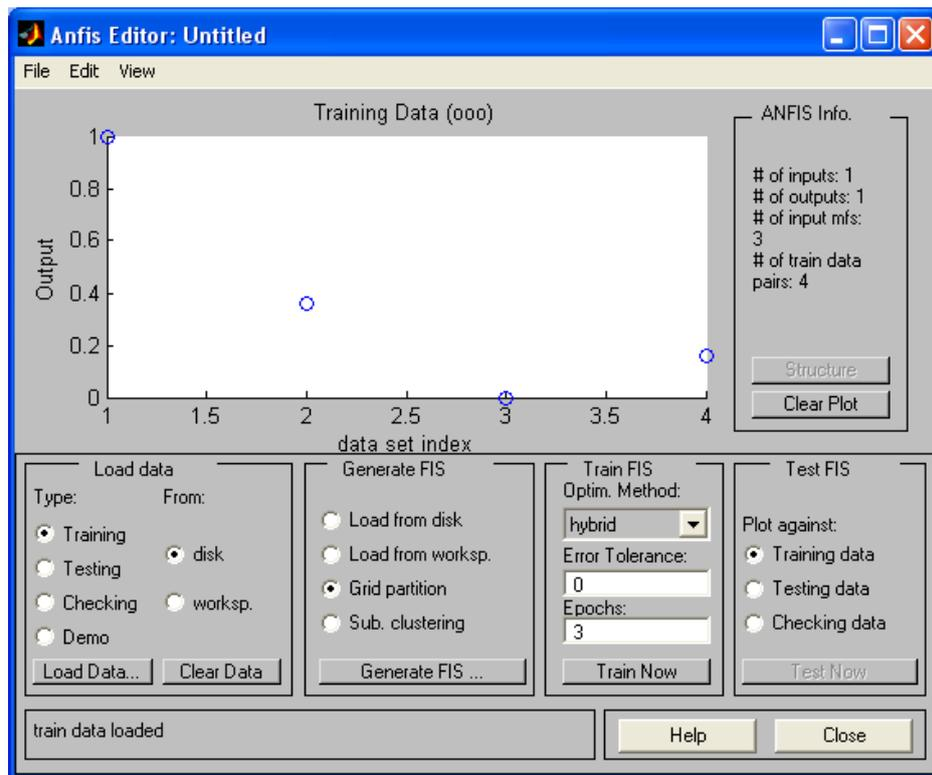 Anfis Editor: Untitled
File Edit View
Training Data (ooo)
1
0.8
0.6
0.4
0.2
0
Output
1 1.5 2 2.5 3 3.5 4
data set index
ANFIS Info.
# of inputs: 1
# of outputs: 1
# of input mfs:
3
# of train data
pairs: 4
Structure
Clear Plot
Load data
Type: From:
Training
Testing
Checking
Demo
disk
worksp.
Load Data... Clear Data
Generate FIS
Load from disk
Load from worksp.
Grid partition
Sub. clustering
Generate FIS ...
Train FIS
Optim. Method:
hybrid
Error Tolerance:
0
Epochs:
3
Train Now
Test FIS
Plot against:
Training data
Testing data
Checking data
Test Now
train data loaded
Help Close